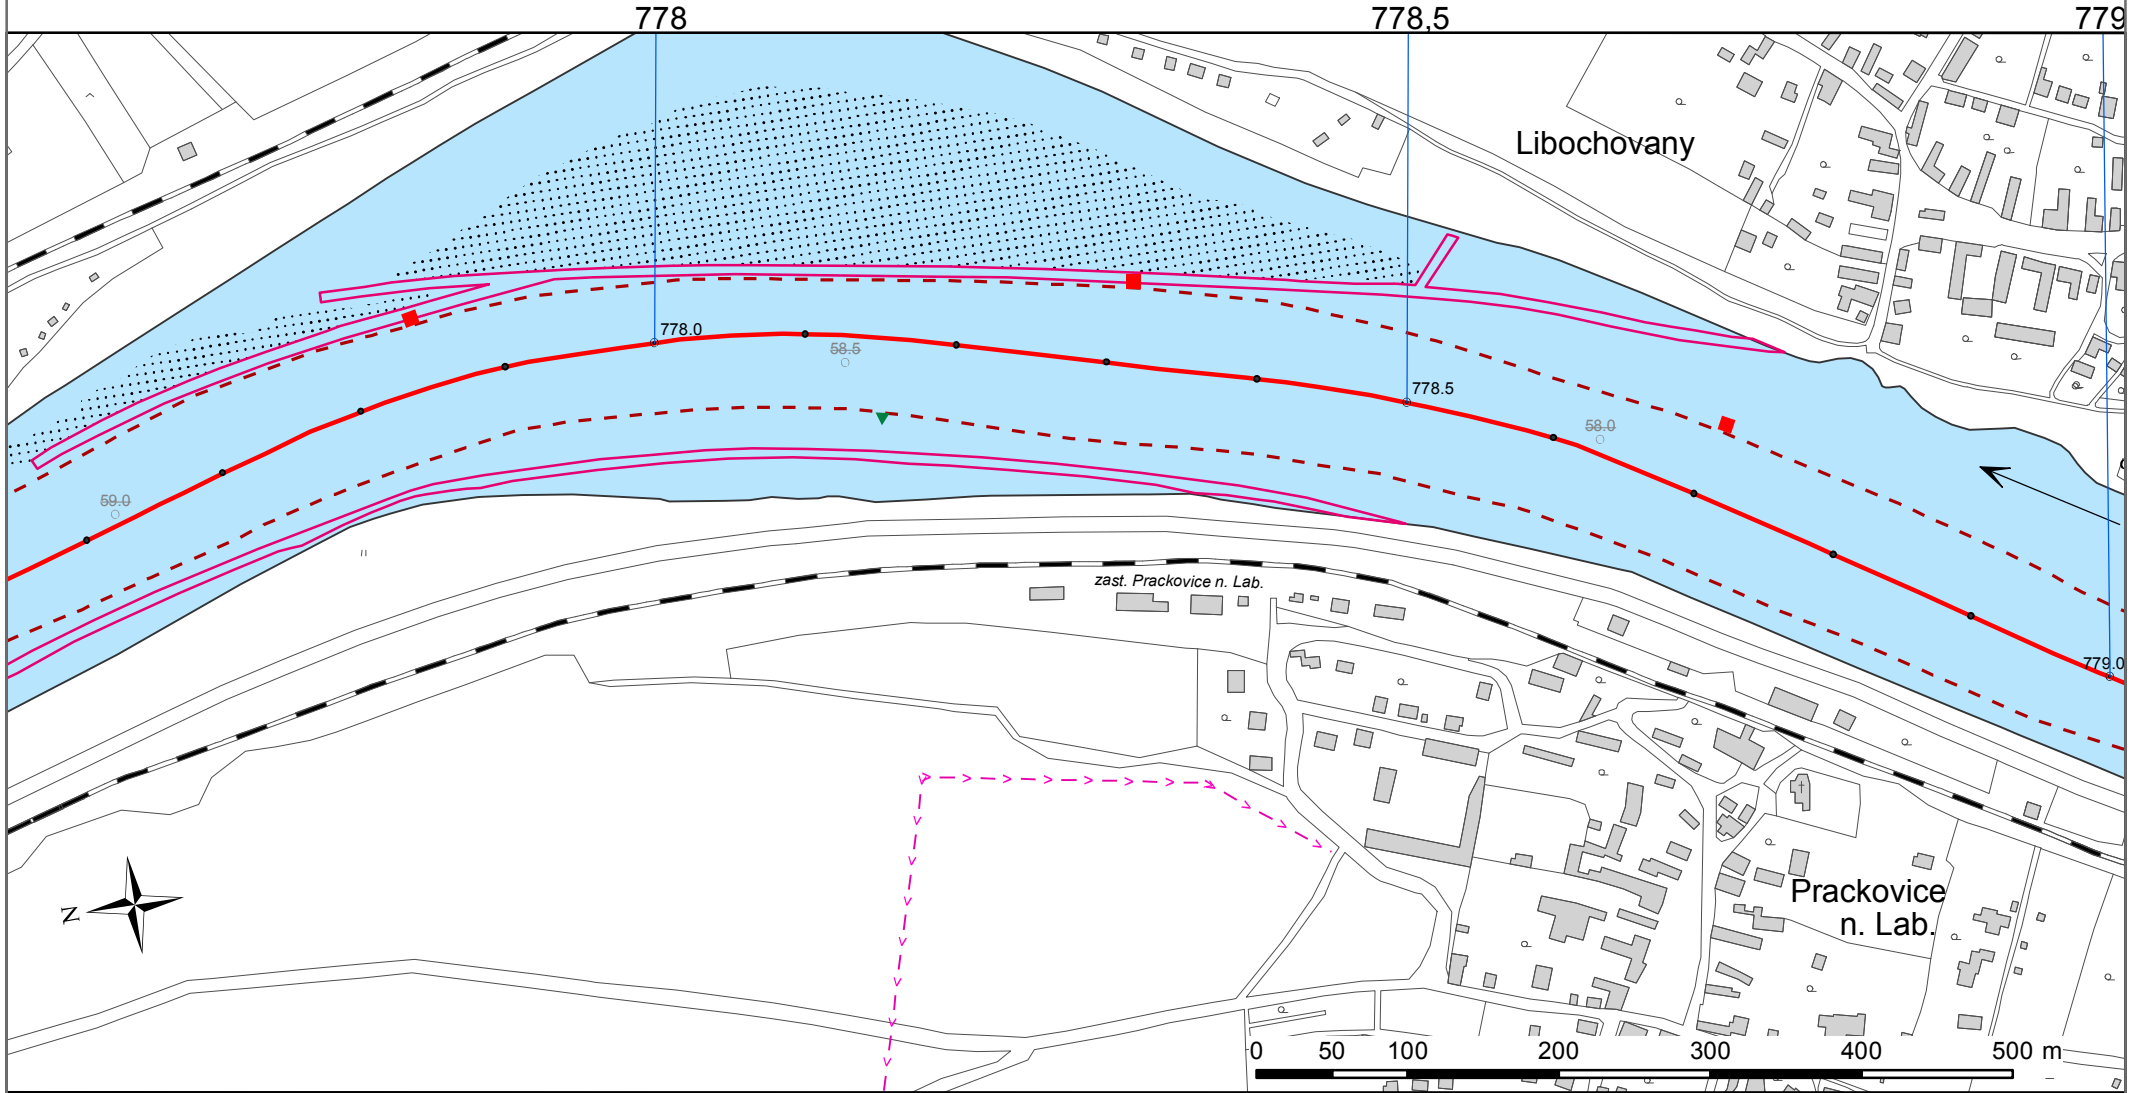 778
778,5
779
Libochovany
778.0
58.5
778.5
58.0
59.0
zast. Prackovice n. Lab.
779.0
Prackovice
n. Lab.
N
0 50 100 200 300 400 500 m